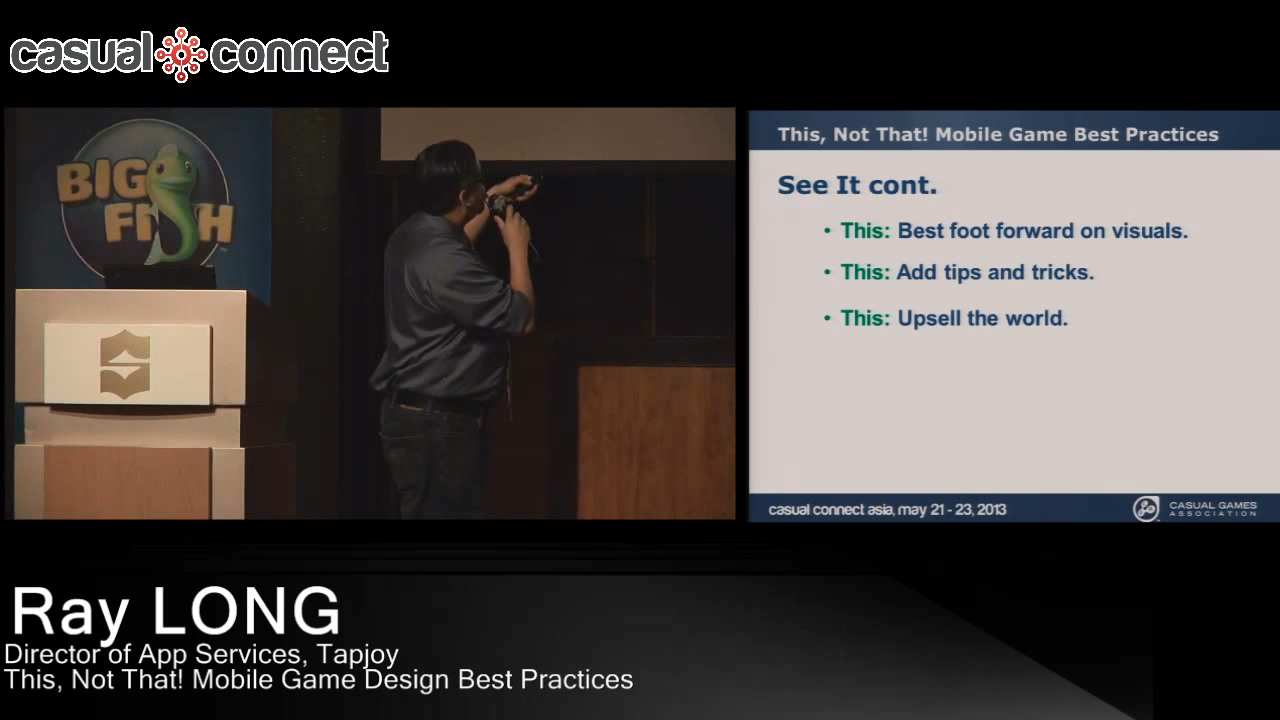 casual connect
BIG
FISH
This, Not That! Mobile Game Best Practices
See It cont.
• This: Best foot forward on visuals.
• This: Add tips and tricks.
• This: Upsell the world.
casual connect asia, may 21 - 23, 2013
CASUAL GAMES
ASSOCIATION
Ray LONG
Director of App Services, Tapjoy
This, Not That! Mobile Game Design Best Practices